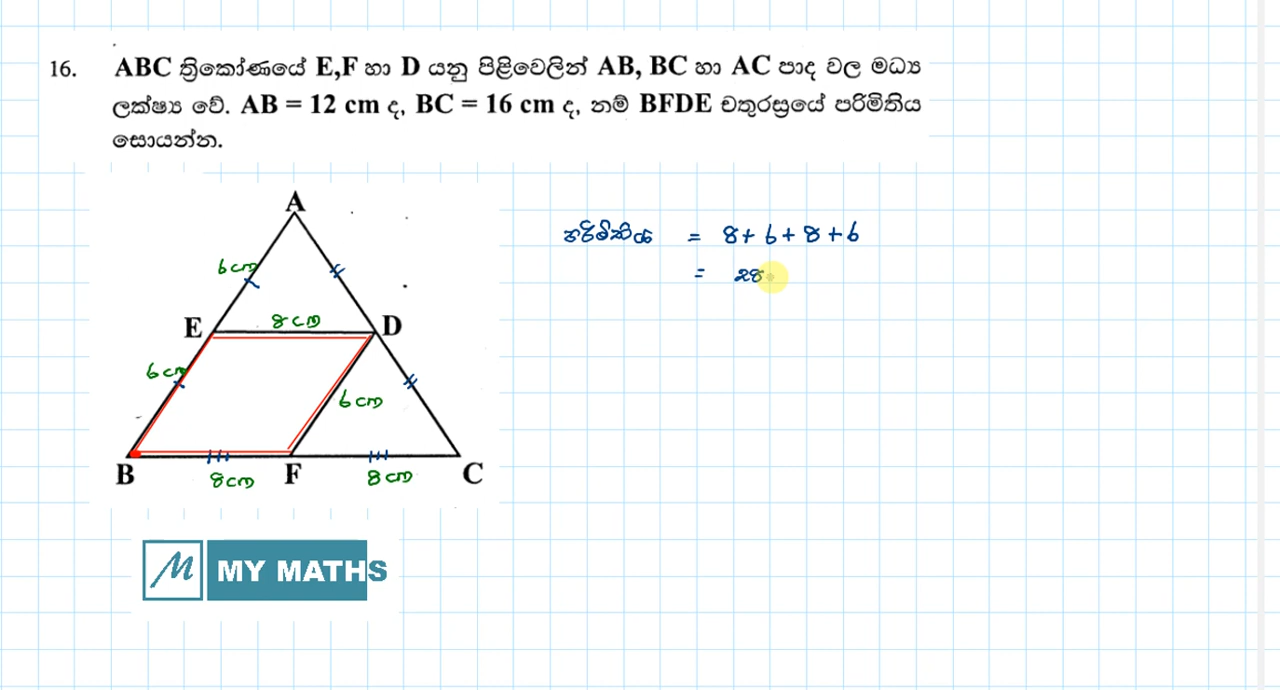 16. ABC ත්‍රිකෝණයේ E,F හා D යනු පිළිවෙලින් AB, BC හා AC පාද වල මධ්‍ය
ලක්ෂ්‍ය වේ. AB = 12 cm ද, BC = 16 cm ද, නම් BFDE චතුරස්‍රයේ පරිමිතිය
සොයන්න.
A
පරිමිතිය = 8 + 6 + 8 + 6
6cm
= 28
8cm
E D
6cm
6cm
B F C
8cm 8cm
M MY MATHS